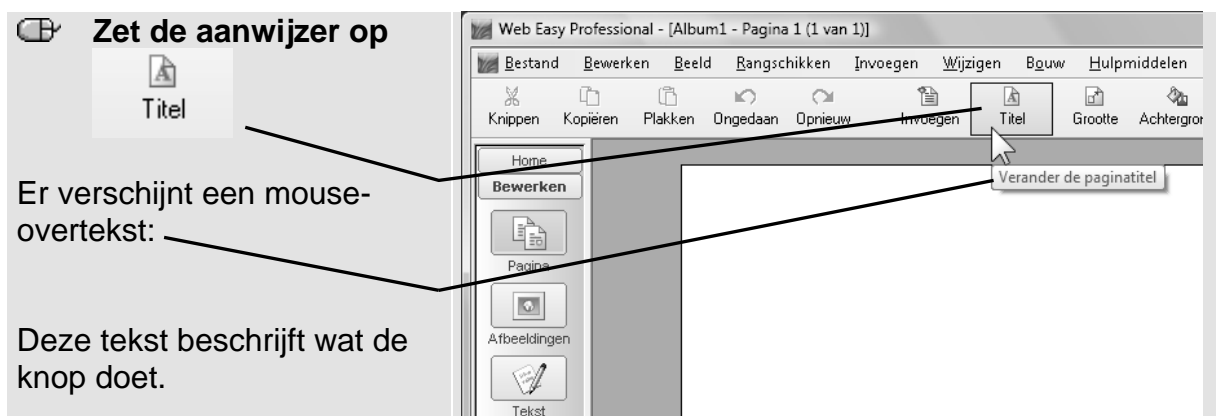 Zet de aanwijzer op
Titel
Er verschijnt een mouse-
overtekst:
Deze tekst beschrijft wat de
knop doet.
Web Easy Professional - [Album1 - Pagina 1 (1 van 1)]
Bestand Bewerken Beeld Rangschikken Invoegen Wijzigen Bouw Hulpmiddelen
Knippen Kopiëren Plakken Ongedaan Opnieuw Invoegen Titel Grootte Achtergron
Home
Bewerken
Verander de paginatitel
Pagina
Afbeeldingen
Tekst